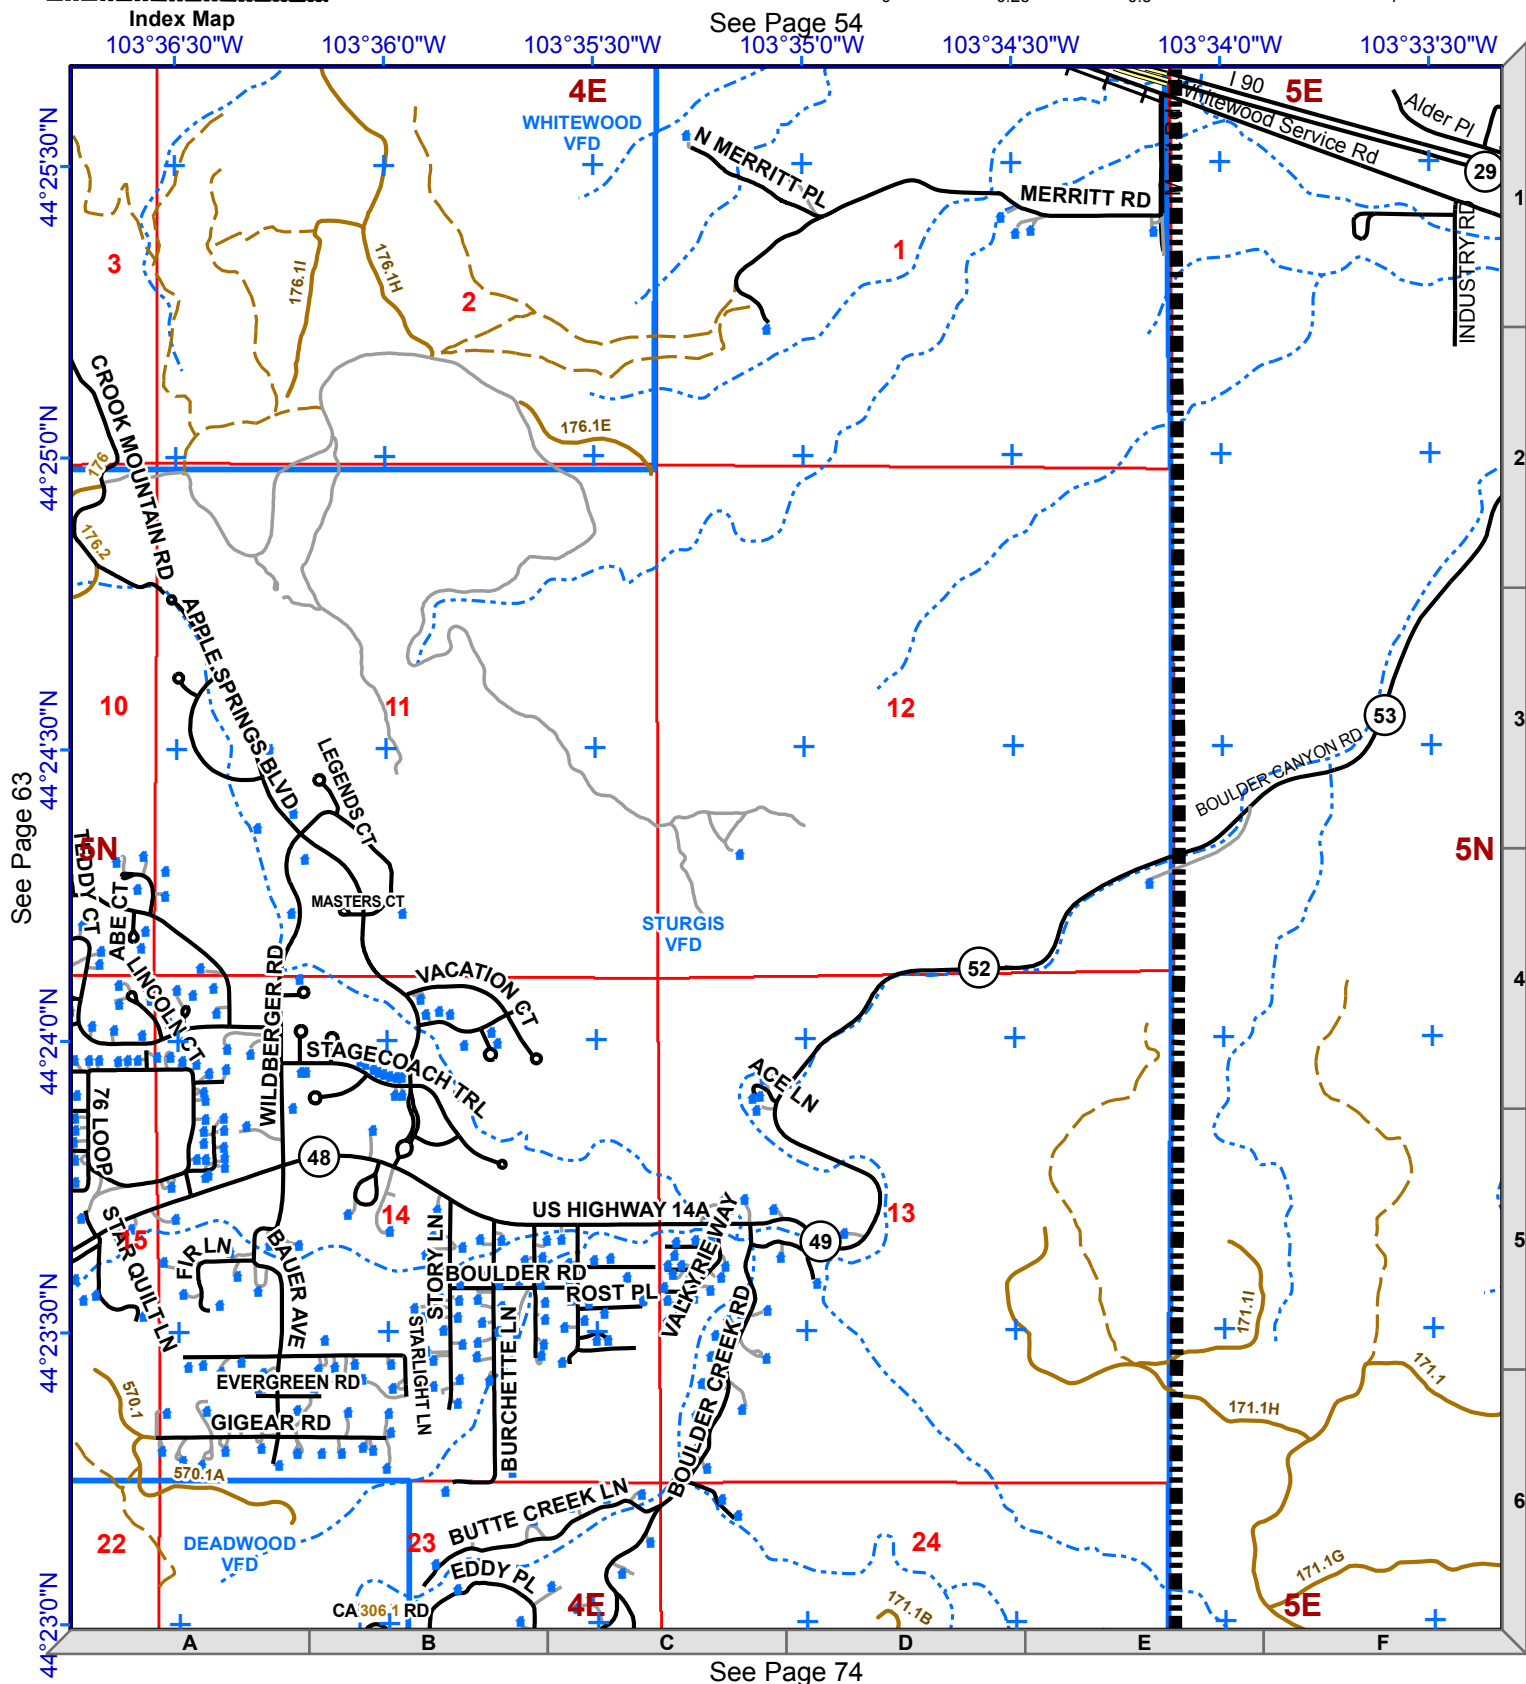 Index Map
See Page 54
103°36'30"W
103°36'0"W
103°35'30"W
103°35'0"W
103°34'30"W
103°34'0"W
103°33'30"W
4E
5E
I 90
Whitewood Service Rd
Alder Pl
29
WHITEWOOD
VFD
N MERRITT PL
MERRITT RD
INDUSTRY RD
44°25'30"N
1
3
2
1
176.1I
176.1H
176.1E
CROOK MOUNTAIN RD
176
176.2
44°25'0"N
2
APPLE SPRINGS BLVD
10
11
12
53
3
44°24'30"N
LEGENDS CT
BOULDER CANYON RD
See Page 63
5N
5N
TEDDY CT
ABE CT
MASTERS CT
STURGIS
VFD
LINCOLN CT
WILDBERGER RD
VACATION CT
52
4
44°24'0"N
STAGECOACH TRL
ACE LN
76 LOOP
48
14
US HIGHWAY 14A
13
49
15
STAR QUILT LN
FIR LN
BAUER AVE
STORY LN
BOULDER RD
ROST PL
VALKYRIE WAY
5
44°23'30"N
STARLIGHT LN
BURCHETTE LN
BOULDER CREEK RD
171.1I
171.1
171.1H
EVERGREEN RD
570.1
GIGEAR RD
570.1A
BUTTE CREEK LN
6
22
DEADWOOD
VFD
23
24
EDDY PL
171.1G
44°23'0"N
CA 306.1 RD
4E
171.1B
5E
A
B
C
D
E
F
See Page 74